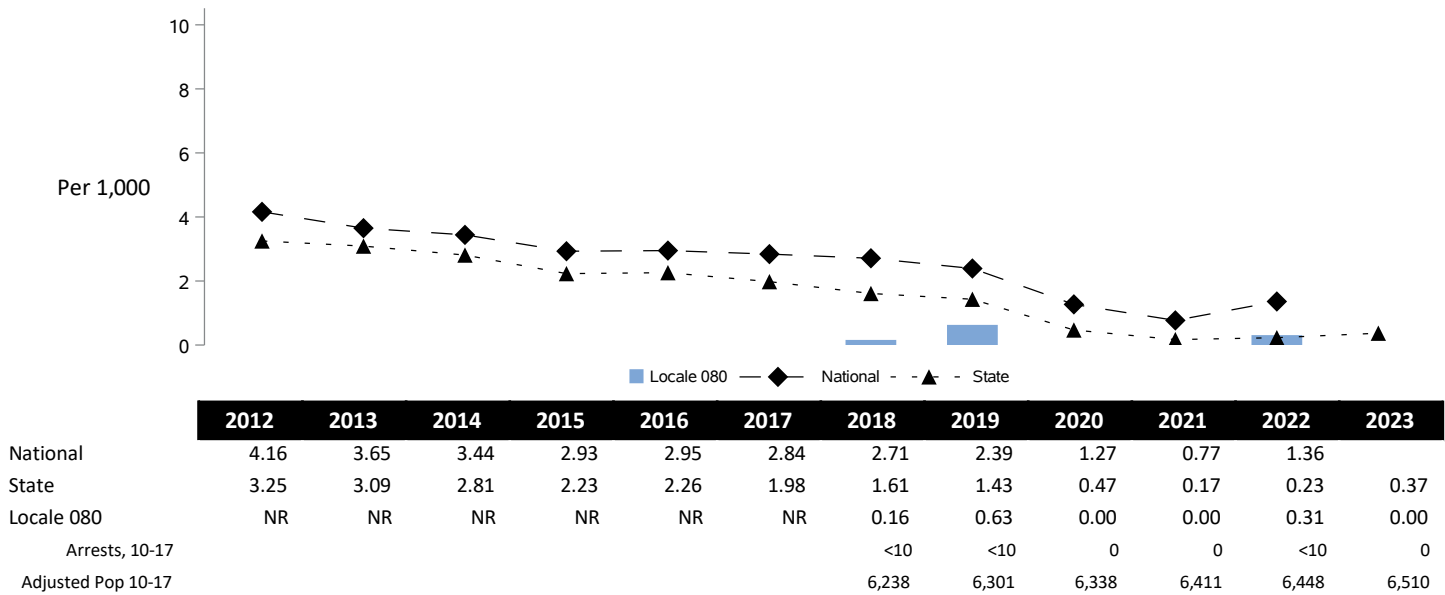 10
8
6
Per 1,000
4
2
0
Locale 080 National State
2012 2013 2014 2015 2016 2017 2018 2019 2020 2021 2022 2023
National 4.16 3.65 3.44 2.93 2.95 2.84 2.71 2.39 1.27 0.77 1.36
State 3.25 3.09 2.81 2.23 2.26 1.98 1.61 1.43 0.47 0.17 0.23 0.37
Locale 080 NR NR NR NR NR NR 0.16 0.63 0.00 0.00 0.31 0.00
Arrests, 10-17 <10 <10 0 0 <10 0
Adjusted Pop 10-17 6,238 6,301 6,338 6,411 6,448 6,510